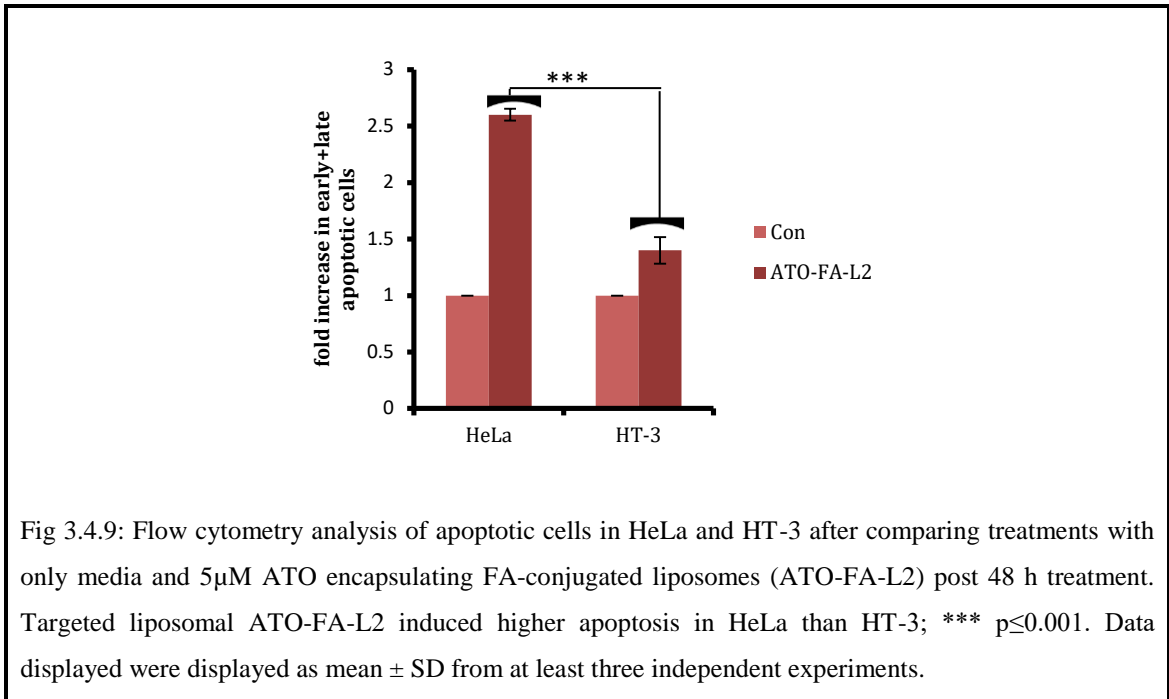 3
***
2.5
2
1.5
1
0.5
0
fold increase in early+late
apoptotic cells
HeLa
HT-3
Con
ATO-FA-L2
Fig 3.4.9: Flow cytometry analysis of apoptotic cells in HeLa and HT-3 after comparing treatments with
only media and 5µM ATO encapsulating FA-conjugated liposomes (ATO-FA-L2) post 48 h treatment.
Targeted liposomal ATO-FA-L2 induced higher apoptosis in HeLa than HT-3; *** p≤0.001. Data
displayed were displayed as mean ± SD from at least three independent experiments.